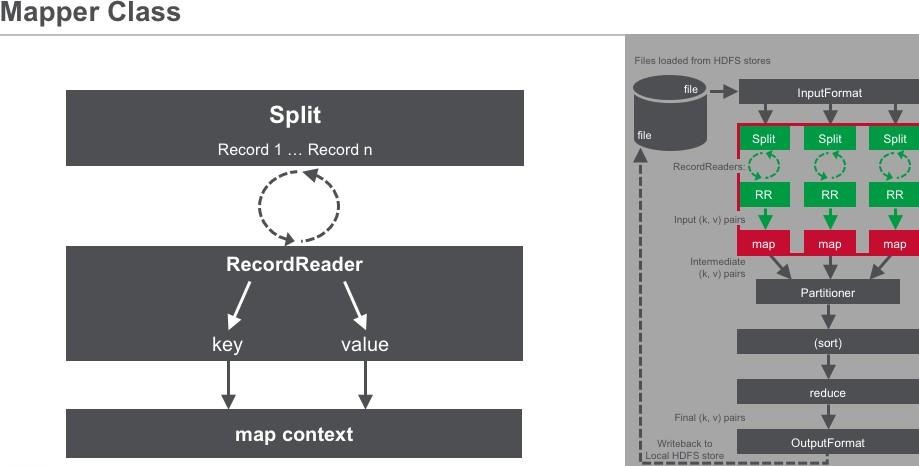 Mapper Class
Split
Record 1 … Record n
RecordReader
key value
map context
Files loaded from HDFS stores
file
InputFormat
file
Split Split Split
RecordReaders:
RR RR RR
Input (k, v) pairs
map map map
Intermediate
(k, v) pairs
Partitioner
(sort)
reduce
Final (k, v) pairs
OutputFormat
Writeback to
Local HDFS store